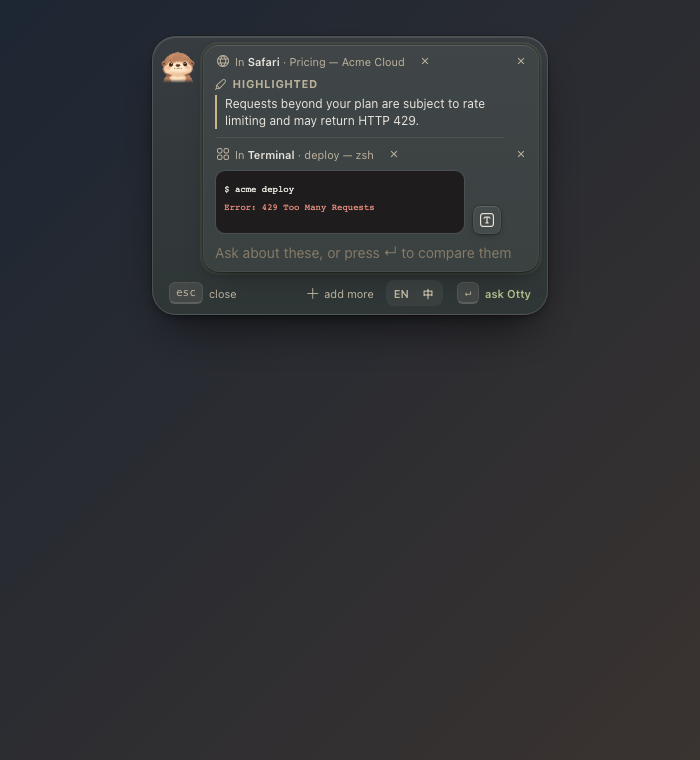 In Safari · Pricing — Acme Cloud
HIGHLIGHTED
Requests beyond your plan are subject to rate
limiting and may return HTTP 429.
In Terminal · deploy — zsh
$ acme deploy
Error: 429 Too Many Requests
Ask about these, or press ↵ to compare them
esc close
add more
EN 中
↵ ask Otty